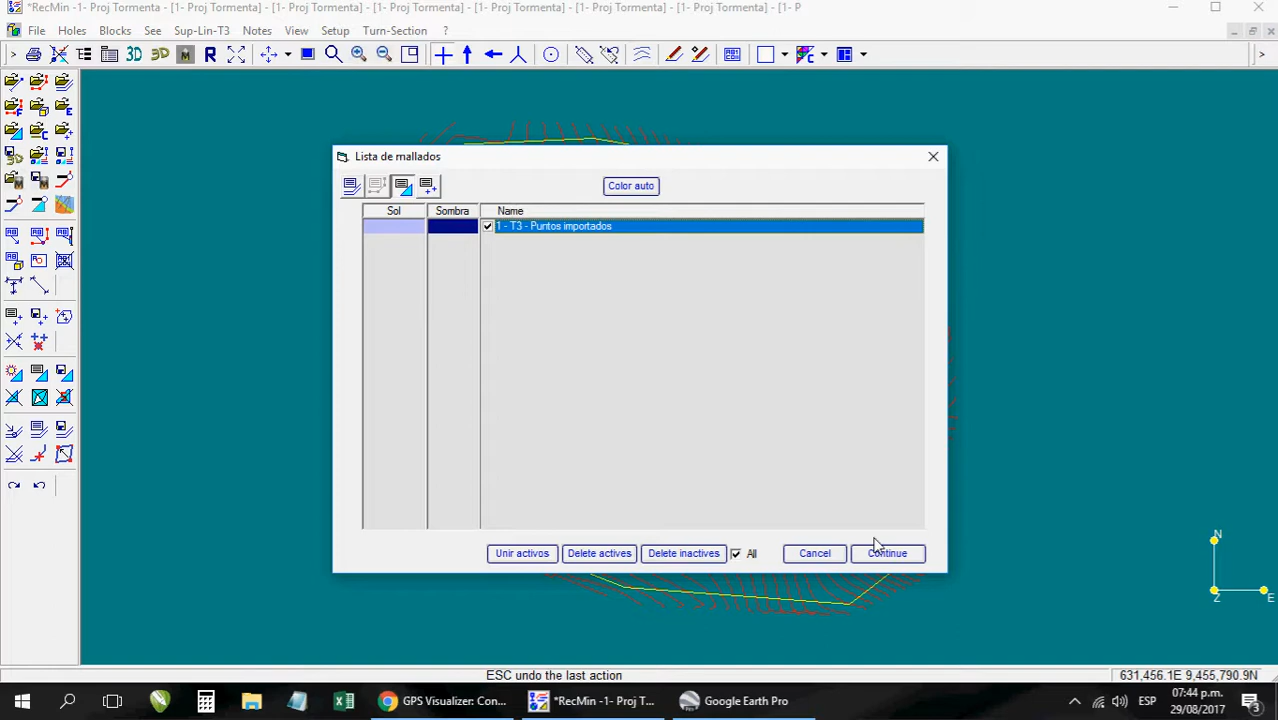 *RecMin -1- Proj Tormenta - [1- Proj Tormenta] - [1- Proj Tormenta] - [1- Proj Tormenta] - [1- Proj Tormenta] - [1- Proj Tormenta] - [1- P
File Holes Blocks See Sup-Lin-T3 View Notes Setup Turn-Section
3D 3D M R
Lista de mallados
Color auto
Sol Sombra Name
1 - T3 - Puntos importados
Unir activos Delete actives Delete inactives All Cancel Continue
N
Z E
ESC undo the last action 631,456.1E 9,455,790.9N
GPS Visualizer: Con... *RecMin -1- Proj T... Google Earth Pro ESP 07:44 p.m.
29/08/2017 3